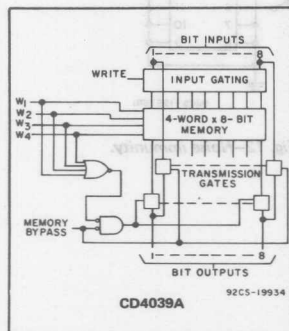 BIT INPUTS
1
8
WRITE
INPUT GATING
W1
W2
W3
W4
4-WORD x 8-BIT
MEMORY
TRANSMISSION
GATES
MEMORY
BYPASS
1
8
BIT OUTPUTS
92CS-19934
CD4039A